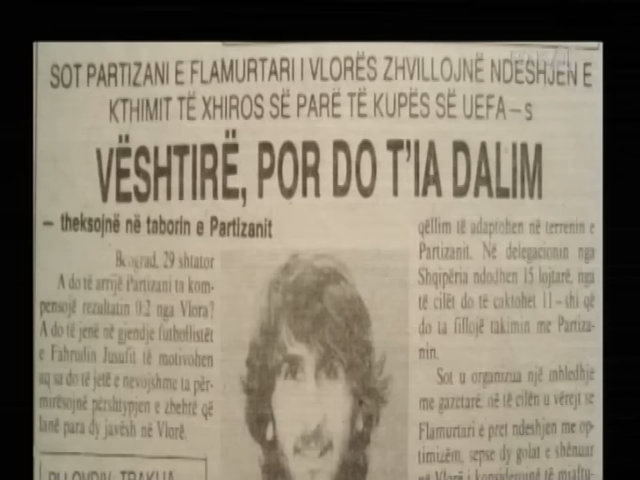 SOT PARTIZANI E FLAMURTARI I VLORËS ZHVILLOJNË NDESHJEN E
KTHIMIT TË XHIROS SË PARË TË KUPËS SË UEFA–s
VËSHTIRË, POR DO T'IA DALIM
– theksojnë në taborin e Partizanit
Beograd, 29 shtator
A do të arrijë Partizani ta kom-
pensojë rezultatin 0:2 nga Vlora?
A do të jenë në gjendje futbollistët
e Fahrudin Jusufit të motivohen
aq sa do të jetë e nevojshme ta për-
mirësojnë përshtypjen e zbehtë që
lanë para dy javësh në Vlorë.
PLLOVDIV, TRAKIJA
qëllim të adaptohen në terrenin e
Partizanit. Në delegacionin nga
Shqipëria ndodhen 15 lojtarë, nga
të cilët do të caktohet 11–shi që
do ta fillojë takimin me Partiza-
nin.
Sot u organizua një mbledhje
me gazetarë, në të cilën u vërejt se
Flamurtari e pret ndeshjen me op-
timizëm, sepse dy golat e shënuar
në Vlorë i konsiderojnë të mjaftu-